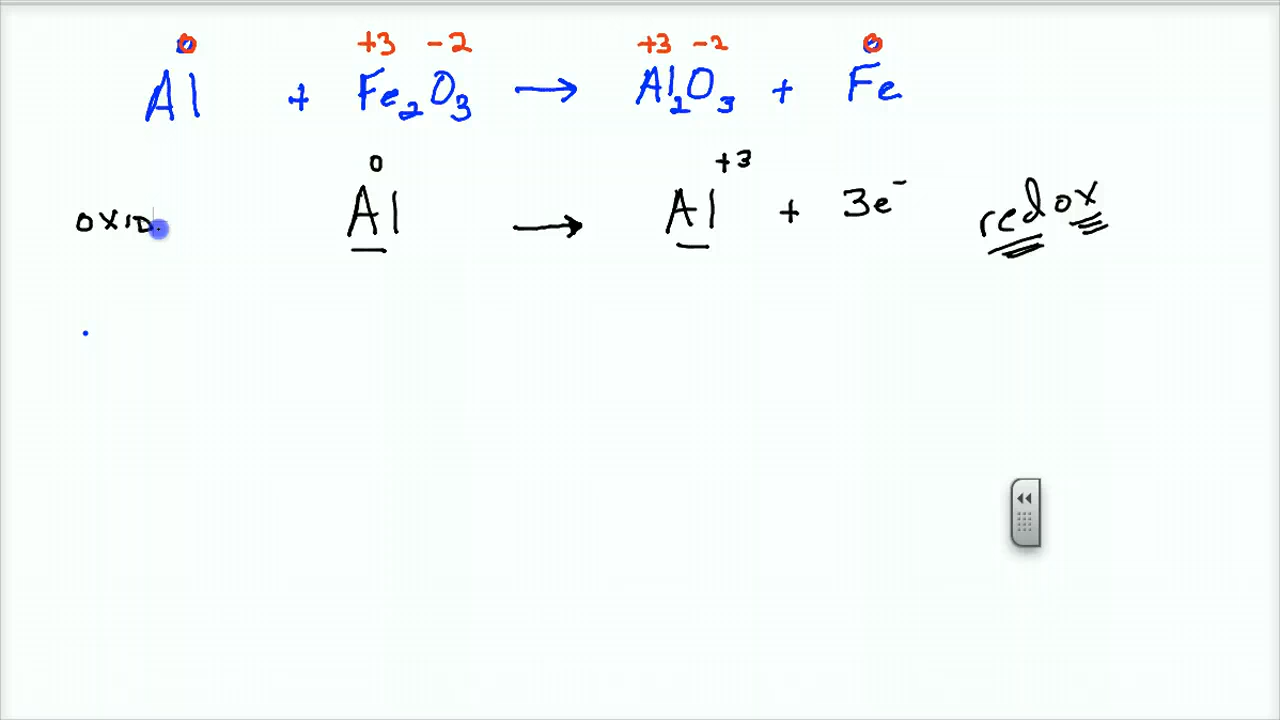 0 +3 -2 +3 -2 0
Al + Fe₂O₃ → Al₂O₃ + Fe
0 +3
OXID. Al → Al + 3e⁻ redox